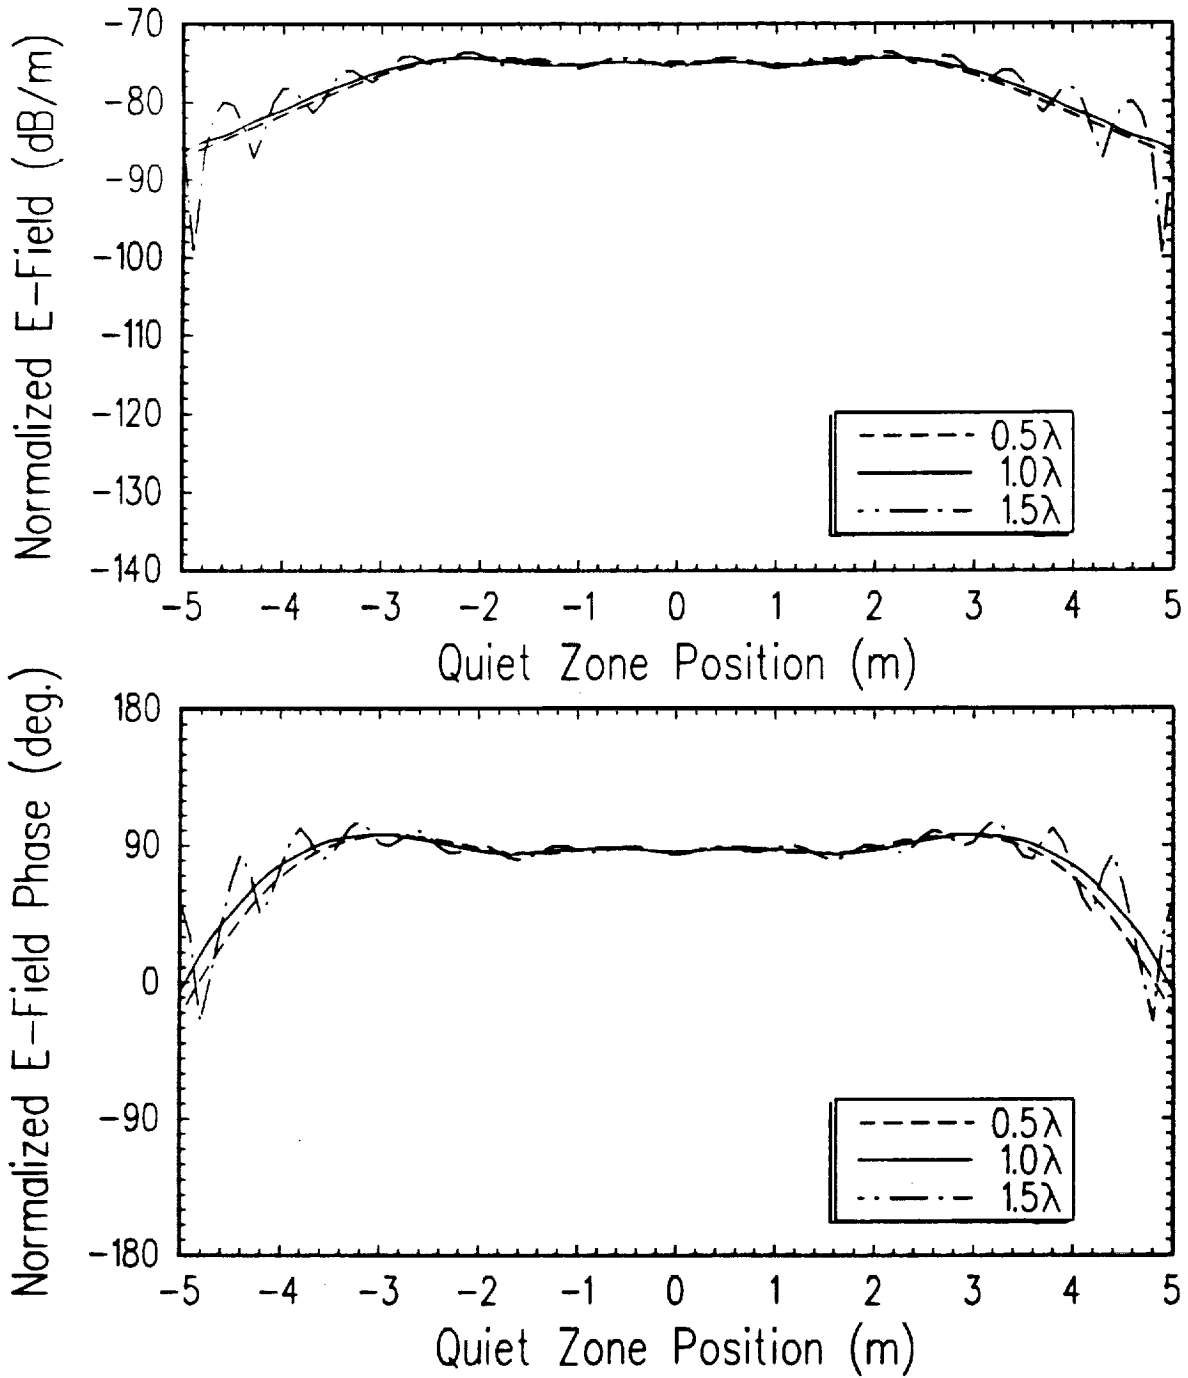 Normalized E-Field (dB/m)
-70
-80
-90
-100
-110
-120
-130
-140
0.5λ
1.0λ
1.5λ
-5 -4 -3 -2 -1 0 1 2 3 4 5
Quiet Zone Position (m)
Normalized E-Field Phase (deg.)
180
90
0
-90
-180
0.5λ
1.0λ
1.5λ
-5 -4 -3 -2 -1 0 1 2 3 4 5
Quiet Zone Position (m)